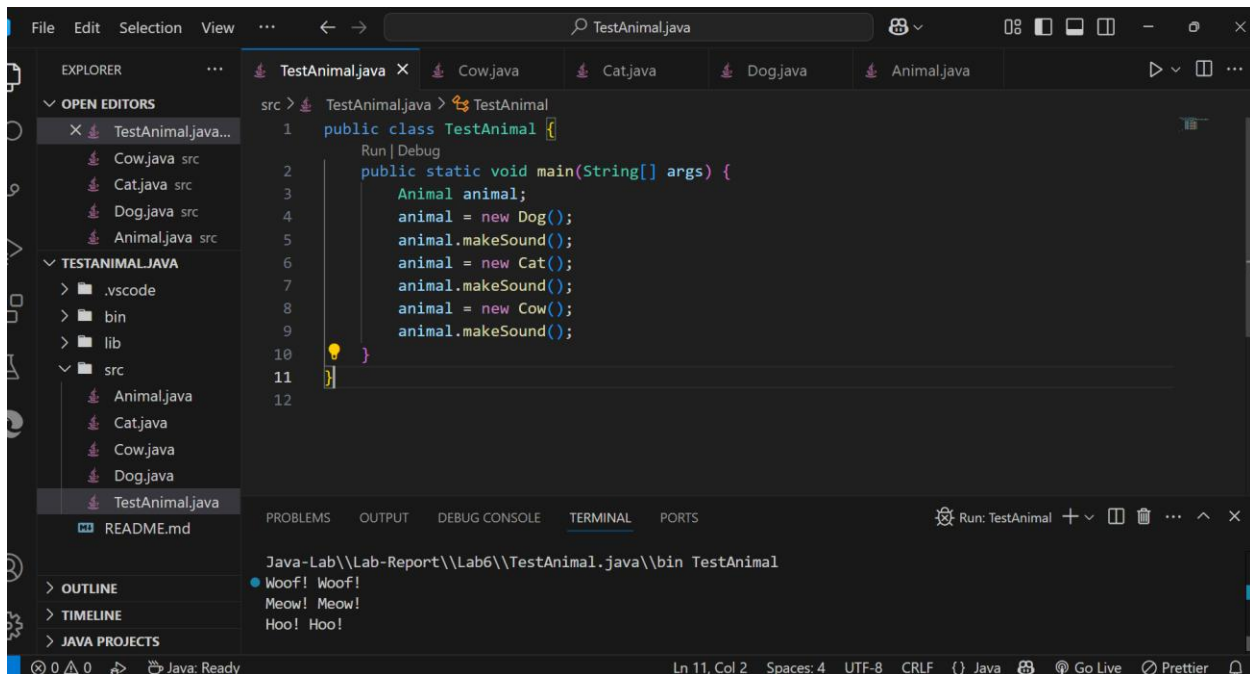 File Edit Selection View ··· ← → TestAnimal.java
EXPLORER ···
OPEN EDITORS
TestAnimal.java...
Cow.java src
Cat.java src
Dog.java src
Animal.java src
TESTANIMAL.JAVA
.vscode
bin
lib
src
Animal.java
Cat.java
Cow.java
Dog.java
TestAnimal.java
README.md
OUTLINE
TIMELINE
JAVA PROJECTS
TestAnimal.java Cow.java Cat.java Dog.java Animal.java
src > TestAnimal.java > TestAnimal
1 public class TestAnimal {
Run | Debug
2 public static void main(String[] args) {
3 Animal animal;
4 animal = new Dog();
5 animal.makeSound();
6 animal = new Cat();
7 animal.makeSound();
8 animal = new Cow();
9 animal.makeSound();
10 }
11 }
12
PROBLEMS OUTPUT DEBUG CONSOLE TERMINAL PORTS Run: TestAnimal
Java-Lab\\Lab-Report\\Lab6\\TestAnimal.java\\bin TestAnimal
Woof! Woof!
Meow! Meow!
Hoo! Hoo!
0 0 Java: Ready Ln 11, Col 2 Spaces: 4 UTF-8 CRLF {} Java Go Live Prettier